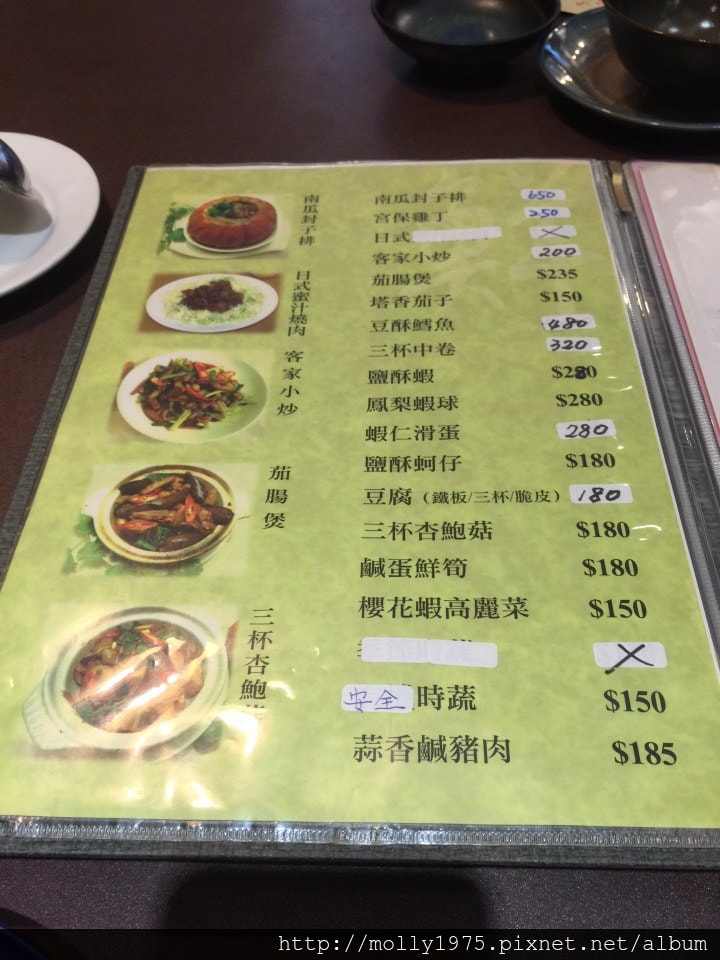 南瓜封子排
日式蜜汁燒肉
客家小炒
茄腸煲
三杯杏鮑
南瓜封子排 650
宮保雞丁 250
日式 X
客家小炒 200
茄腸煲 $235
塔香茄子 $150
豆酥鱈魚 480
三杯中卷 320
鹽酥蝦 $280
鳳梨蝦球 $280
蝦仁滑蛋 280
鹽酥蚵仔 $180
豆腐（鐵板/三杯/脆皮） 180
三杯杏鮑菇 $180
鹹蛋鮮筍 $180
櫻花蝦高麗菜 $150
X
安全時蔬 $150
蒜香鹹豬肉 $185
http://molly1975.pixnet.net/album